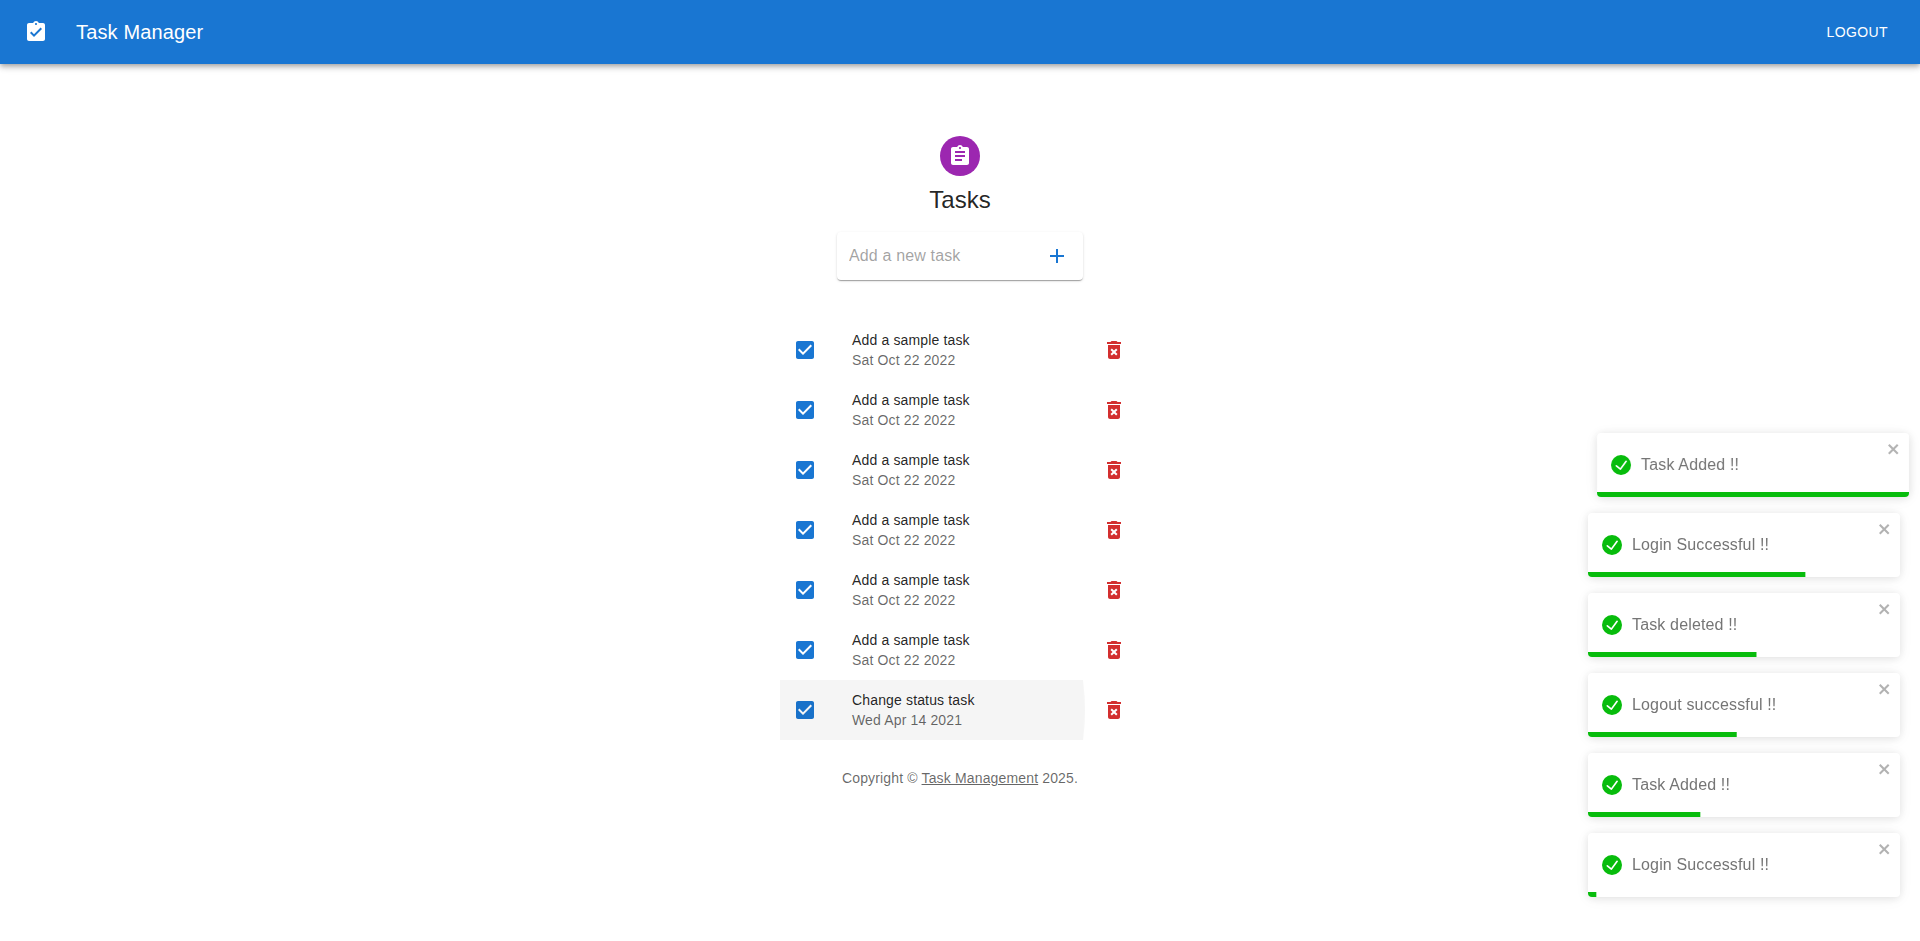 Task Manager
LOGOUT
Tasks
Add a new task
Add a sample task
Sat Oct 22 2022
Add a sample task
Sat Oct 22 2022
Add a sample task
Sat Oct 22 2022
Add a sample task
Sat Oct 22 2022
Add a sample task
Sat Oct 22 2022
Add a sample task
Sat Oct 22 2022
Change status task
Wed Apr 14 2021
Copyright © Task Management 2025.
Task Added !!
Login Successful !!
Task deleted !!
Logout successful !!
Task Added !!
Login Successful !!